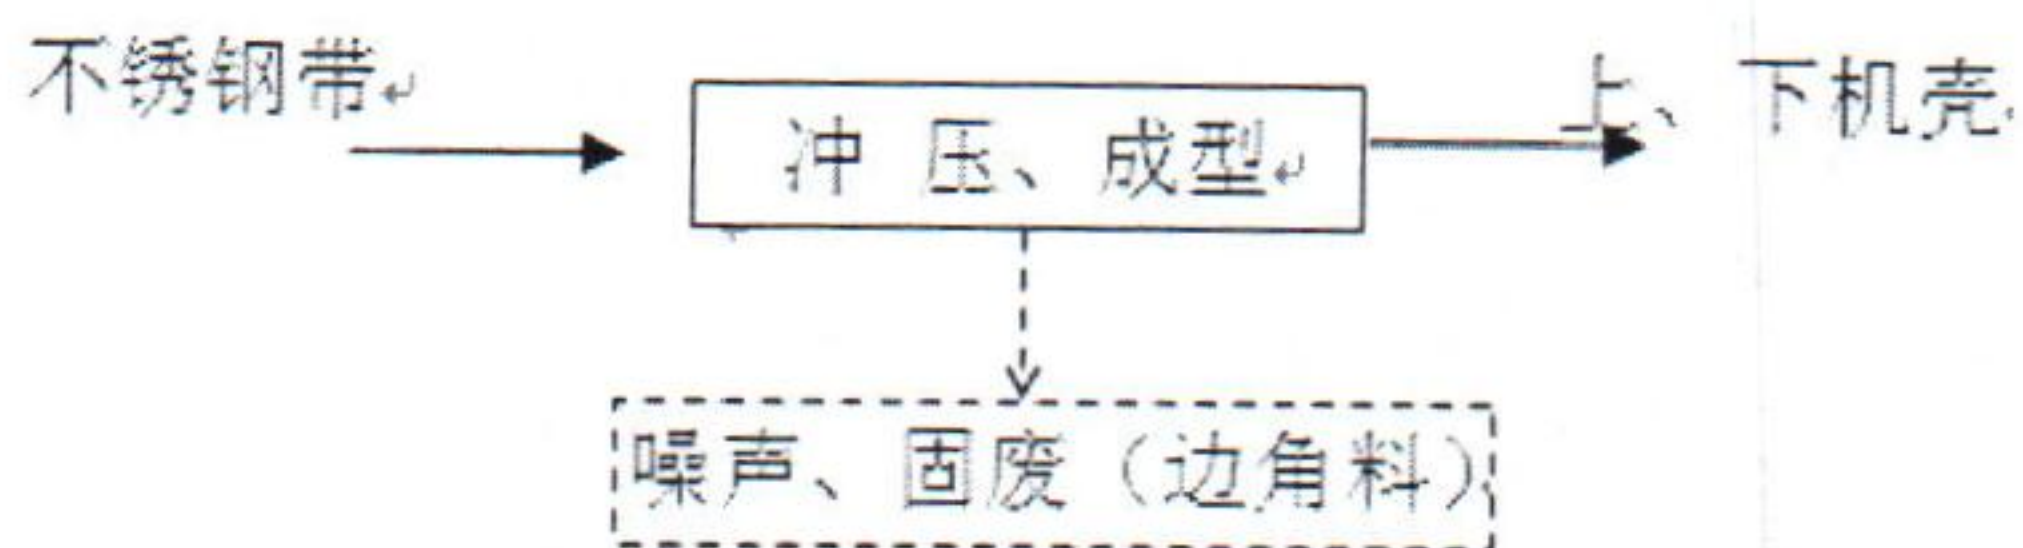 不锈钢带
冲 压、成型
上、下机壳
噪声、固废（边角料）